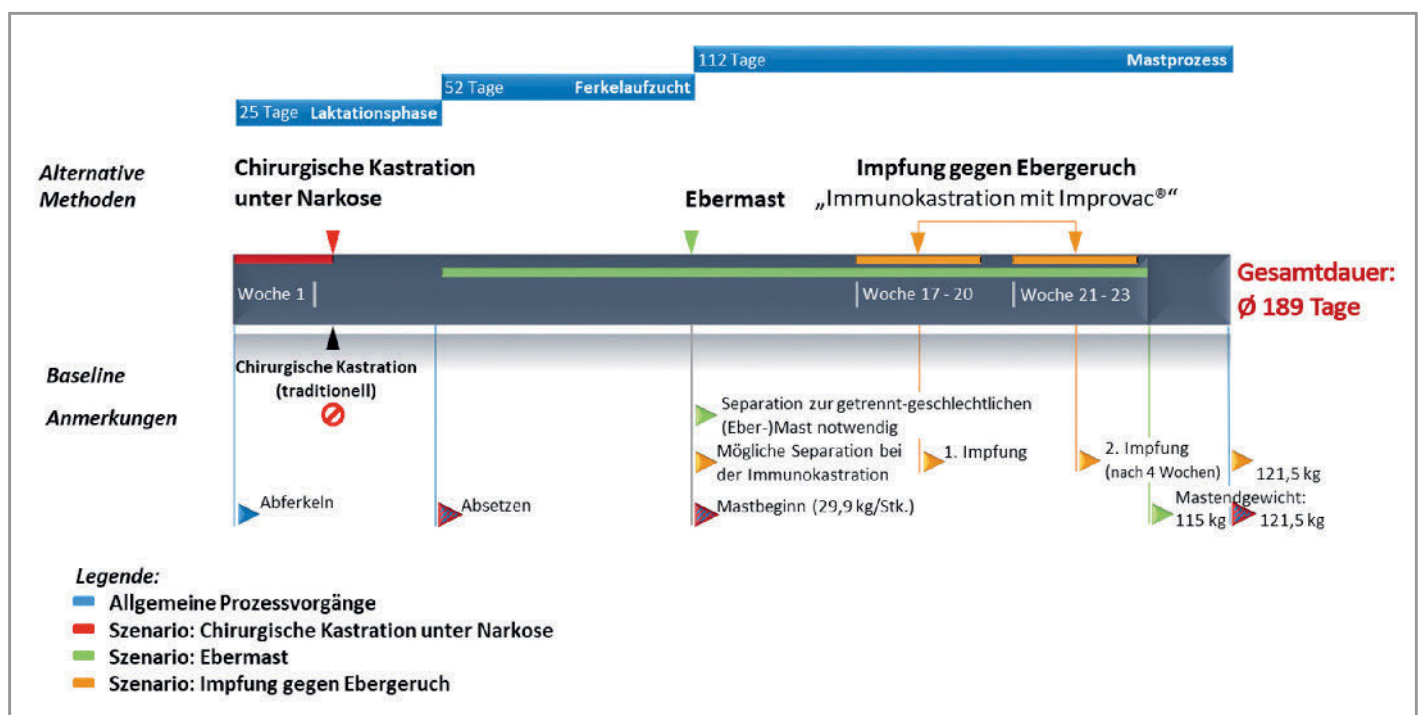 112 Tage Mastprozess
52 Tage Ferkelaufzucht
25 Tage Laktationsphase
Alternative
Methoden
Chirurgische Kastration
unter Narkose
Ebermast
Impfung gegen Ebergeruch
„Immunokastration mit Improvac®“
Woche 1
Woche 17 - 20
Woche 21 - 23
Gesamtdauer:
Ø 189 Tage
Baseline
Chirurgische Kastration
(traditionell)
Anmerkungen
Separation zur getrennt-geschlechtlichen
(Eber-)Mast notwendig
Mögliche Separation bei
der Immunokastration
1. Impfung
2. Impfung
(nach 4 Wochen)
121,5 kg
Abferkeln
Absetzen
Mastbeginn (29,9 kg/Stk.)
Mastendgewicht:
115 kg
121,5 kg
Legende:
Allgemeine Prozessvorgänge
Szenario: Chirurgische Kastration unter Narkose
Szenario: Ebermast
Szenario: Impfung gegen Ebergeruch